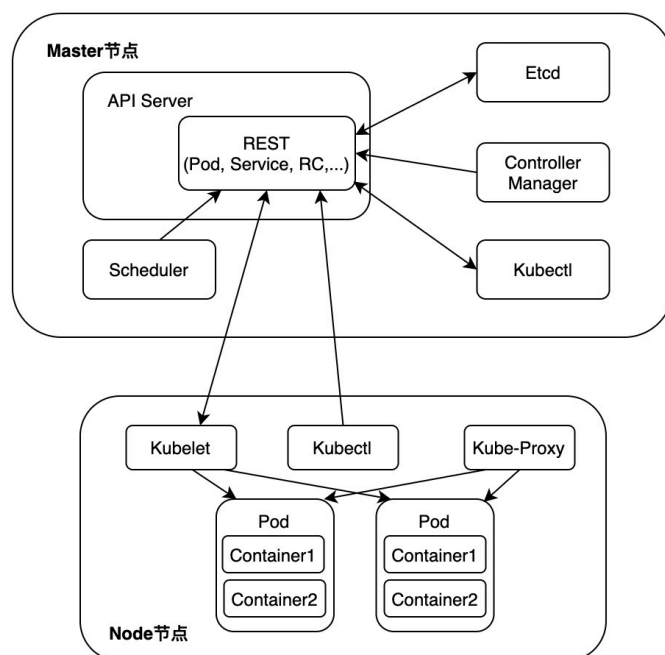 Master节点
Etcd
API Server
REST
(Pod, Service, RC,...)
Controller
Manager
Scheduler
Kubectl
Kubelet
Kubectl
Kube-Proxy
Pod
Container1
Container2
Pod
Container1
Container2
Node节点